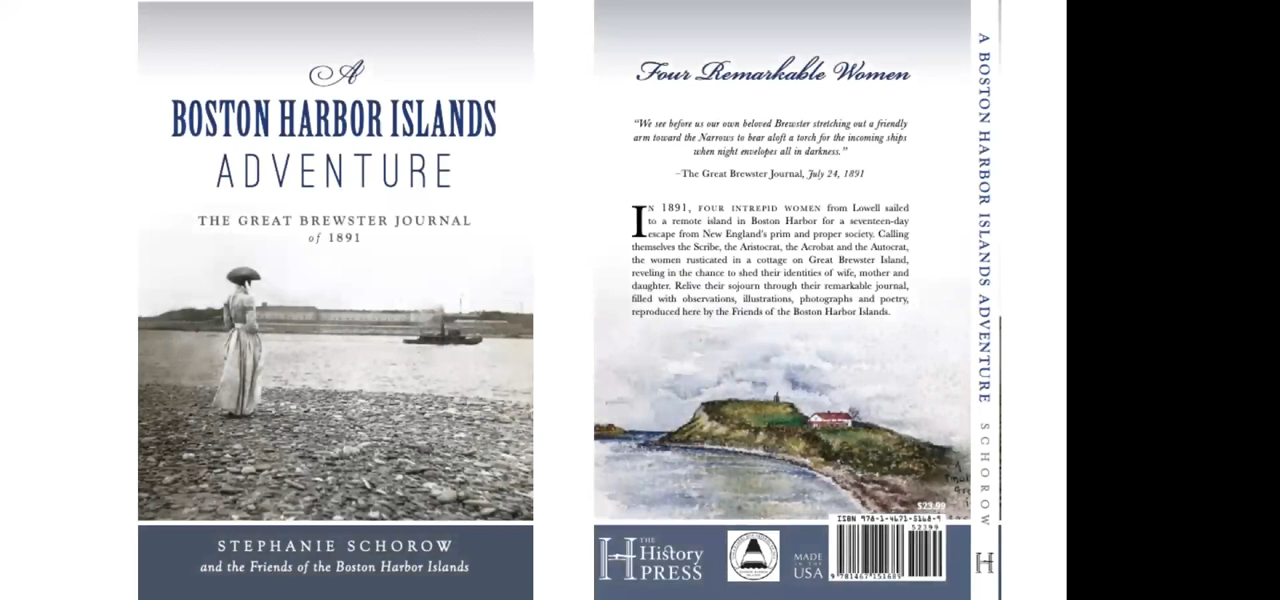 A
BOSTON HARBOR ISLANDS
ADVENTURE
THE GREAT BREWSTER JOURNAL
of 1891
STEPHANIE SCHOROW
and the Friends of the Boston Harbor Islands
Four Remarkable Women
“We see before us our own beloved Brewster stretching out a friendly
arm toward the Narrows to bear aloft a torch for the incoming ships
when night envelopes all in darkness.”
–The Great Brewster Journal, July 24, 1891
IN 1891, FOUR INTREPID WOMEN from Lowell sailed
to a remote island in Boston Harbor for a seventeen-day
escape from New England's prim and proper society. Calling
themselves the Scribe, the Aristocrat, the Acrobat and the Autocrat,
the women rusticated in a cottage on Great Brewster Island,
reveling in the chance to shed their identities of wife, mother and
daughter. Relive their sojourn through their remarkable journal,
filled with observations, illustrations, photographs and poetry,
reproduced here by the Friends of the Boston Harbor Islands.
$23.99
H
THE
History
PRESS
MADE
IN THE
USA
ISBN 978-1-4671-5168-9
52399
9 781467 151689
A BOSTON HARBOR ISLANDS ADVENTURE SCHOROW
H